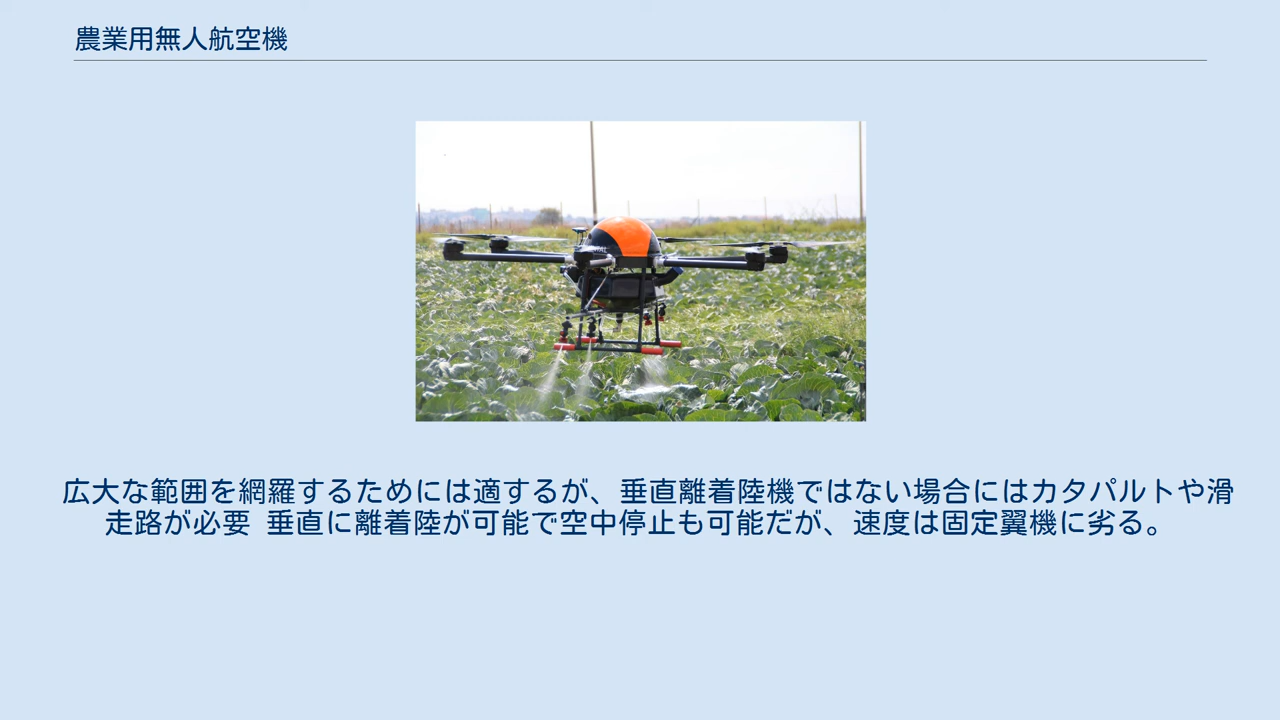 農業用無人航空機
広大な範囲を網羅するためには適するが、垂直離着陸機ではない場合にはカタパルトや滑
走路が必要 垂直に離着陸が可能で空中停止も可能だが、速度は固定翼機に劣る。